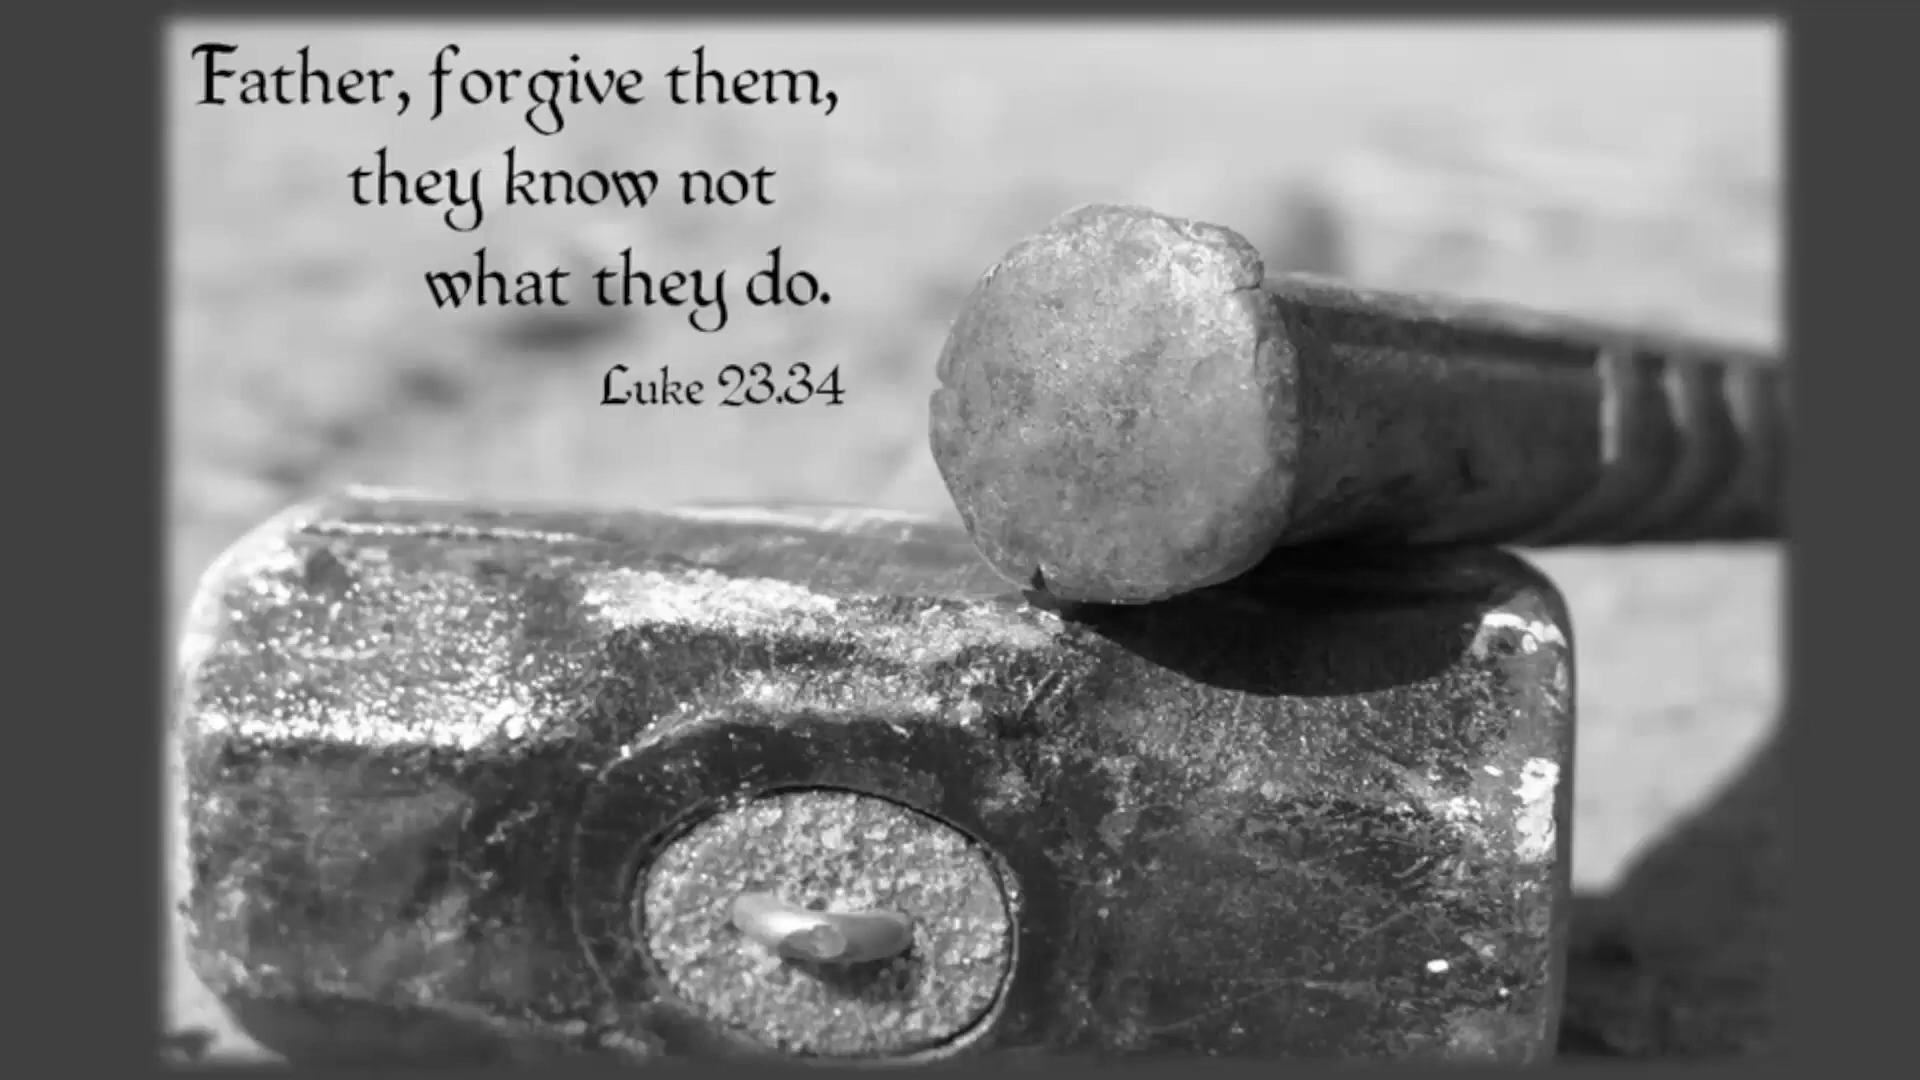 Father, forgive them,
they know not
what they do.
Luke 23.34